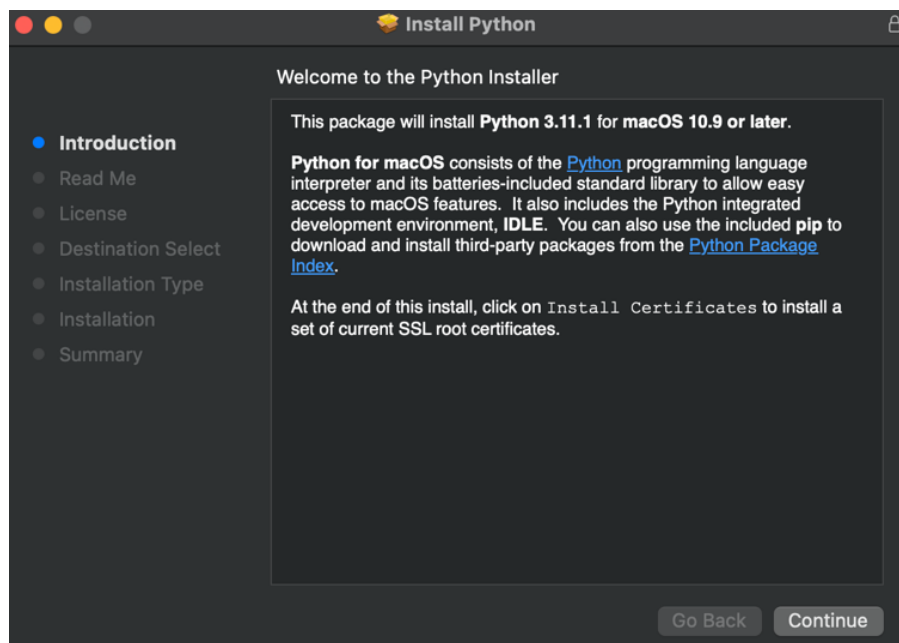 Install Python
Welcome to the Python Installer
Introduction
Read Me
License
Destination Select
Installation Type
Installation
Summary
This package will install Python 3.11.1 for macOS 10.9 or later.
Python for macOS consists of the Python programming language
interpreter and its batteries-included standard library to allow easy
access to macOS features.  It also includes the Python integrated
development environment, IDLE.  You can also use the included pip to
download and install third-party packages from the Python Package
Index.
At the end of this install, click on Install Certificates to install a
set of current SSL root certificates.
Go Back
Continue